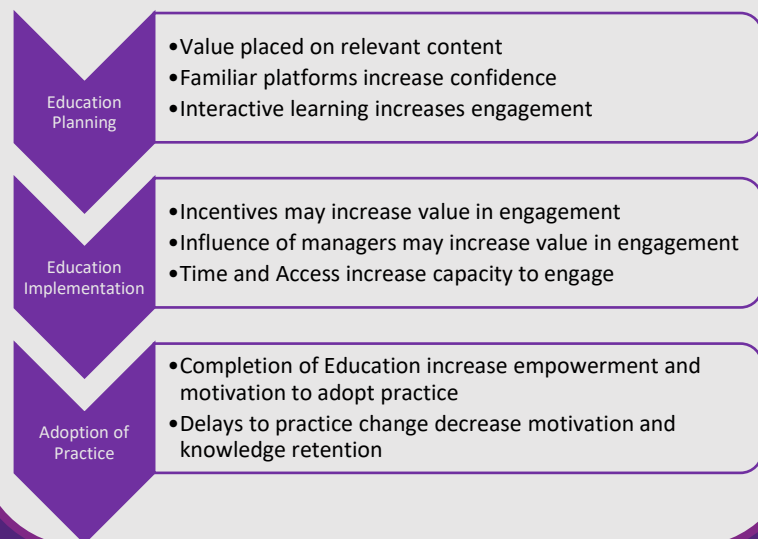 Education
Planning
•Value placed on relevant content
•Familiar platforms increase confidence
•Interactive learning increases engagement
Education
Implementation
•Incentives may increase value in engagement
•Influence of managers may increase value in engagement
•Time and Access increase capacity to engage
Adoption of
Practice
•Completion of Education increase empowerment and
motivation to adopt practice
•Delays to practice change decrease motivation and
knowledge retention